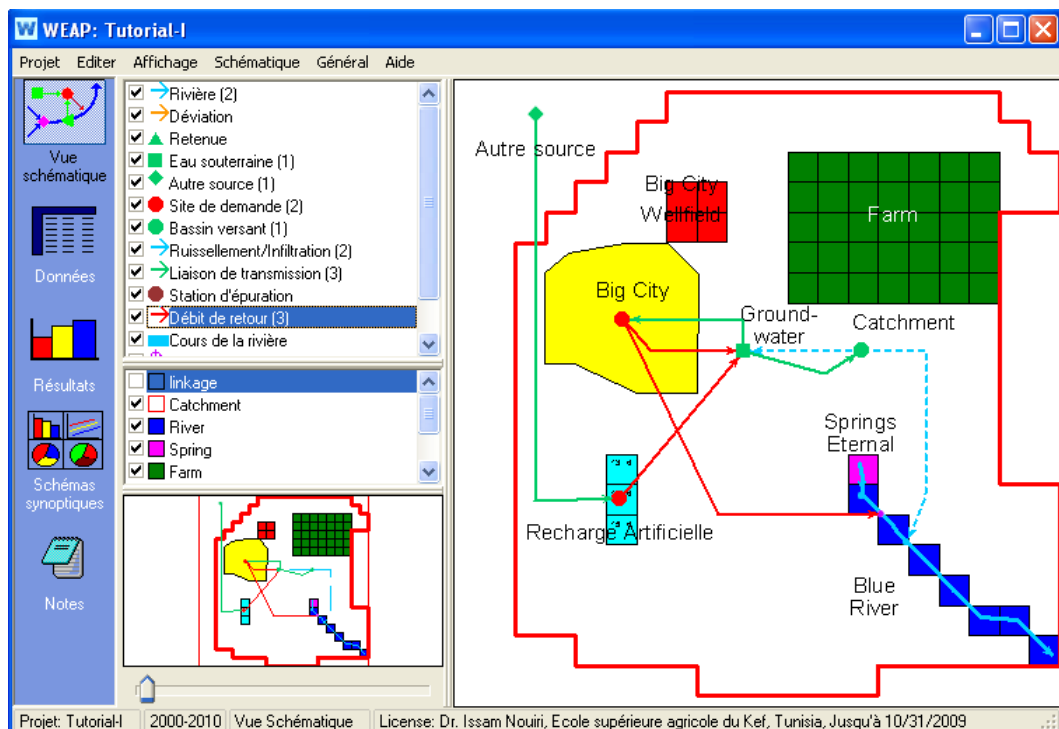 WEAP: Tutorial-I
Projet Editer Affichage Schématique Général Aide
Vue
schématique
Données
Résultats
Schémas
synoptiques
Notes
Rivière (2)
Déviation
Retenue
Eau souterraine (1)
Autre source (1)
Site de demande (2)
Bassin versant (1)
Ruissellement/Infiltration (2)
Liaison de transmission (3)
Station d'épuration
Débit de retour (3)
Cours de la rivière
linkage
Catchment
River
Spring
Farm
Autre source
Big City
Wellfield
Farm
Big City
Ground-
water
Catchment
Springs
Eternal
Recharge Artificielle
Blue
River
Projet: Tutorial-I 2000-2010 Vue Schématique License: Dr. Issam Nouiri, Ecole supérieure agricole du Kef, Tunisia, Jusqu'à 10/31/2009